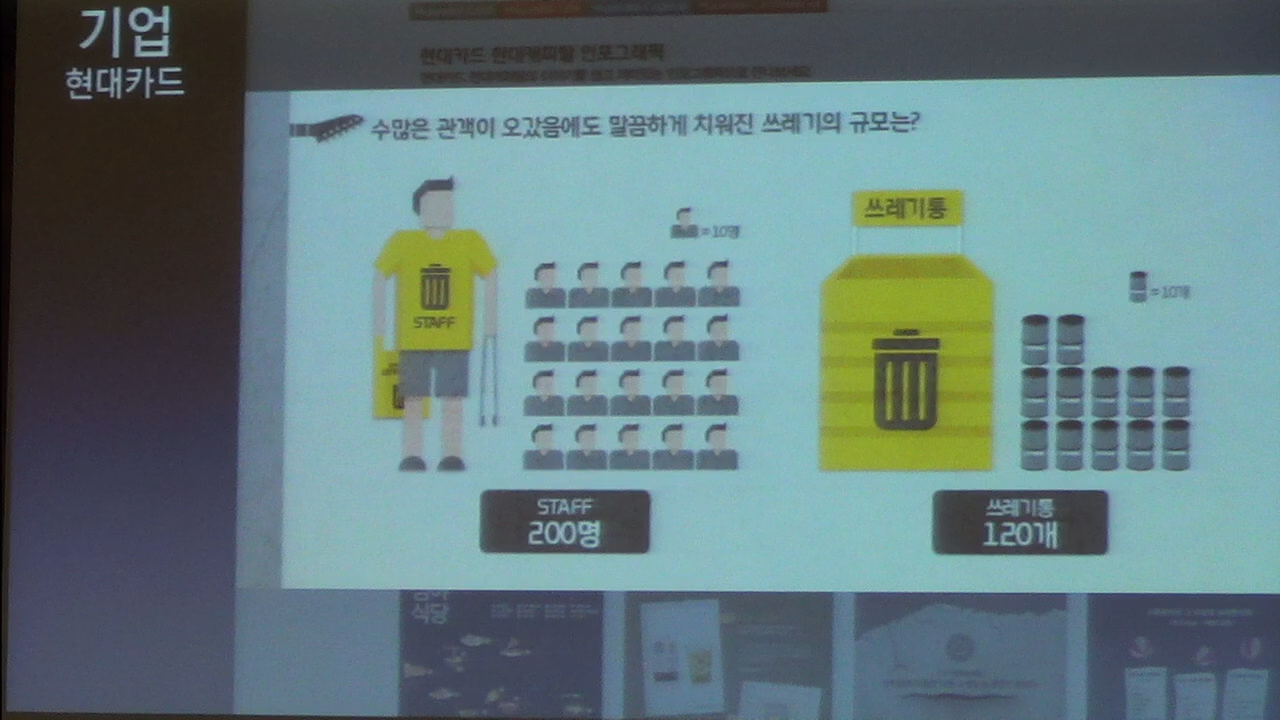 기업
현대카드
현대카드 현대캐피탈 인포그래픽
수많은 관객이 오갔음에도 말끔하게 치워진 쓰레기의 규모는?
= 10명
STAFF
쓰레기통
= 10개
STAFF
200명
쓰레기통
120개
식당